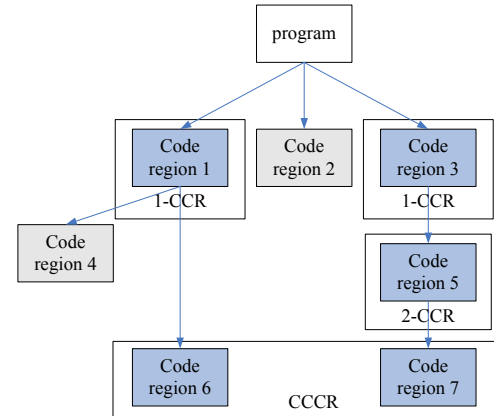 program
Code
region 1
1-CCR
Code
region 2
Code
region 3
1-CCR
Code
region 4
Code
region 5
2-CCR
Code
region 6
Code
region 7
CCCR